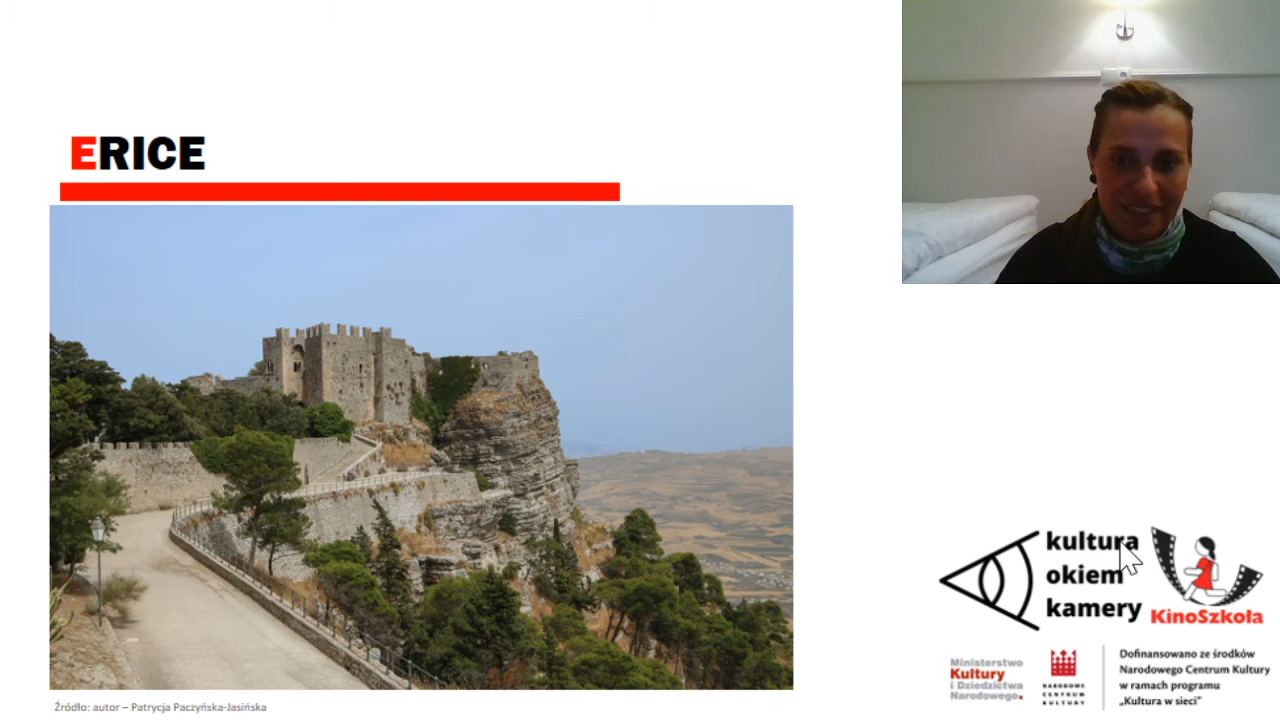 ERICE
Źródło: autor – Patrycja Paczyńska-Jasińska
kultura
okiem
kamery
KinoSzkoła
Ministerstwo
Kultury
i Dziedzictwa
Narodowego.
NARODOWE
CENTRUM
KULTURY
Dofinansowano ze środków
Narodowego Centrum Kultury
w ramach programu
„Kultura w sieci”